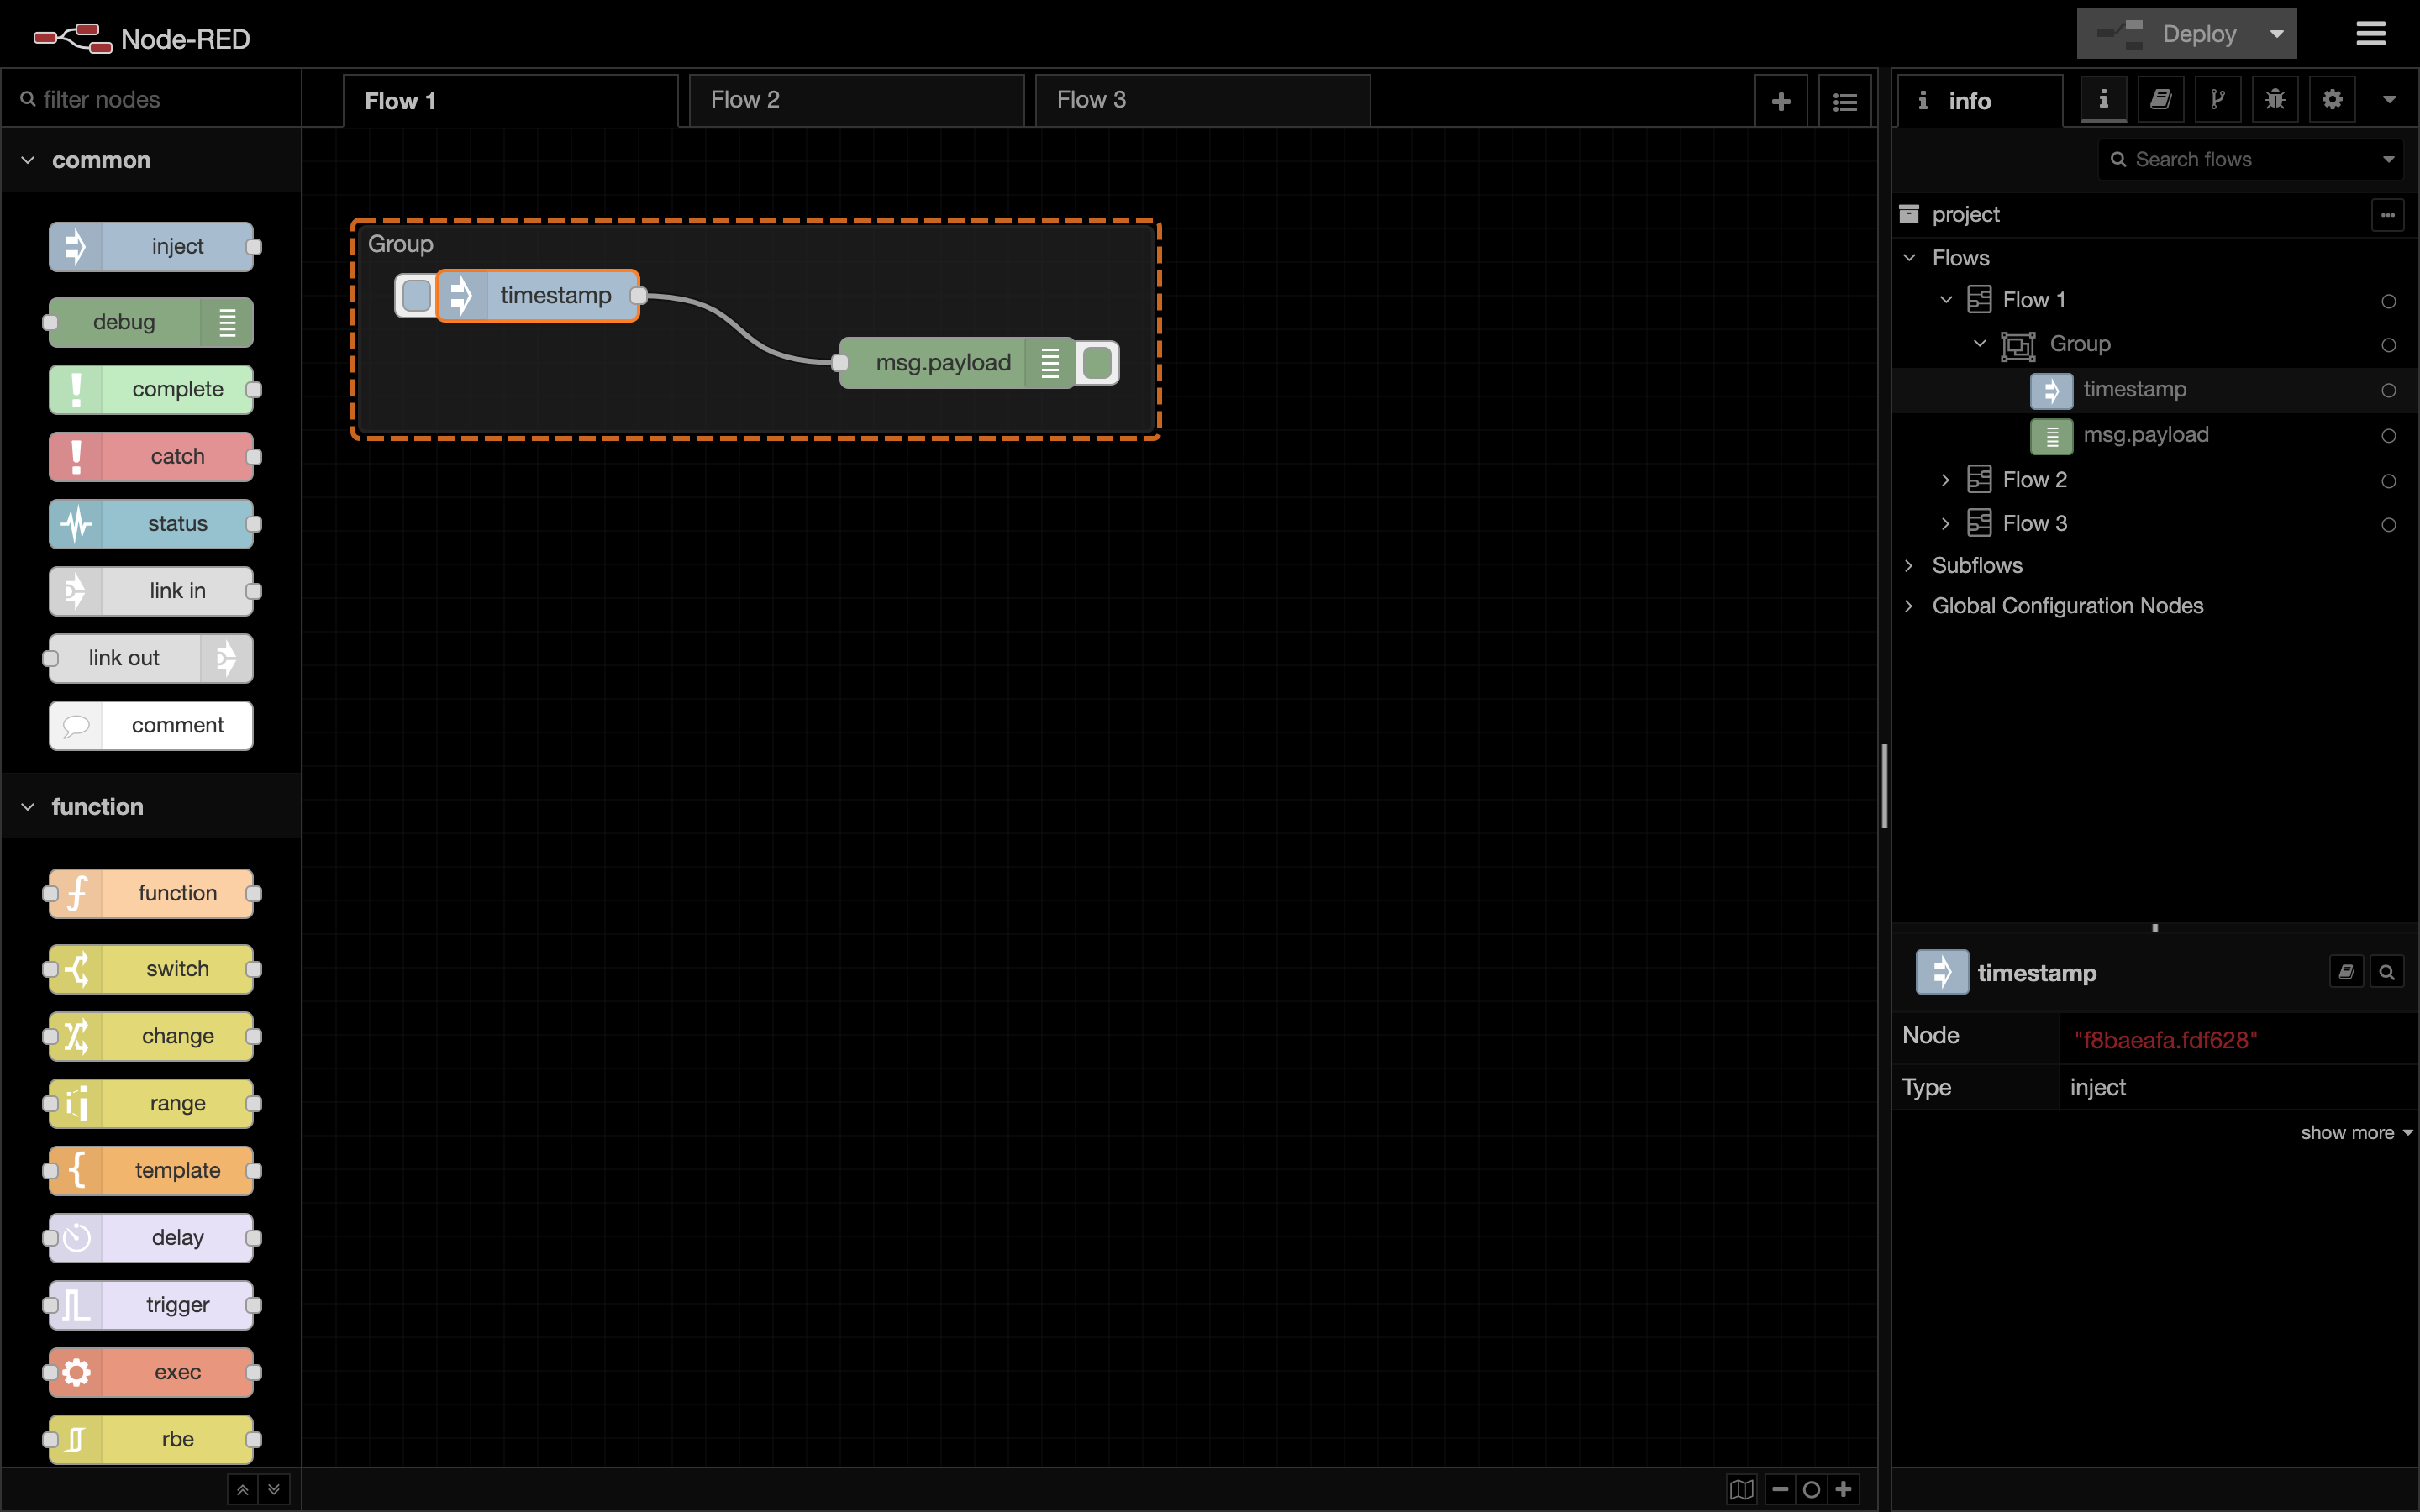 Node-RED
Deploy
filter nodes
Flow 1
Flow 2
Flow 3
info
Search flows
common
inject
debug
complete
catch
status
link in
link out
comment
function
function
switch
change
range
template
delay
trigger
exec
rbe
Group
timestamp
msg.payload
project
Flows
Flow 1
Group
timestamp
msg.payload
Flow 2
Flow 3
Subflows
Global Configuration Nodes
timestamp
Node "f8baeafa.fdf628"
Type inject
show more